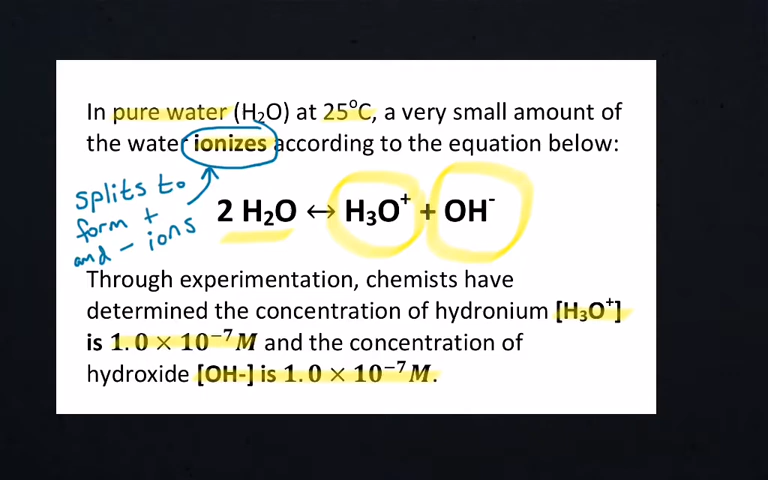 In pure water (H₂O) at 25°C, a very small amount of
the water ionizes according to the equation below:
splits to
form +
and - ions
2 H₂O ↔ H₃O⁺ + OH⁻
Through experimentation, chemists have
determined the concentration of hydronium [H₃O⁺]
is 1.0 × 10⁻⁷ M and the concentration of
hydroxide [OH-] is 1.0 × 10⁻⁷ M.